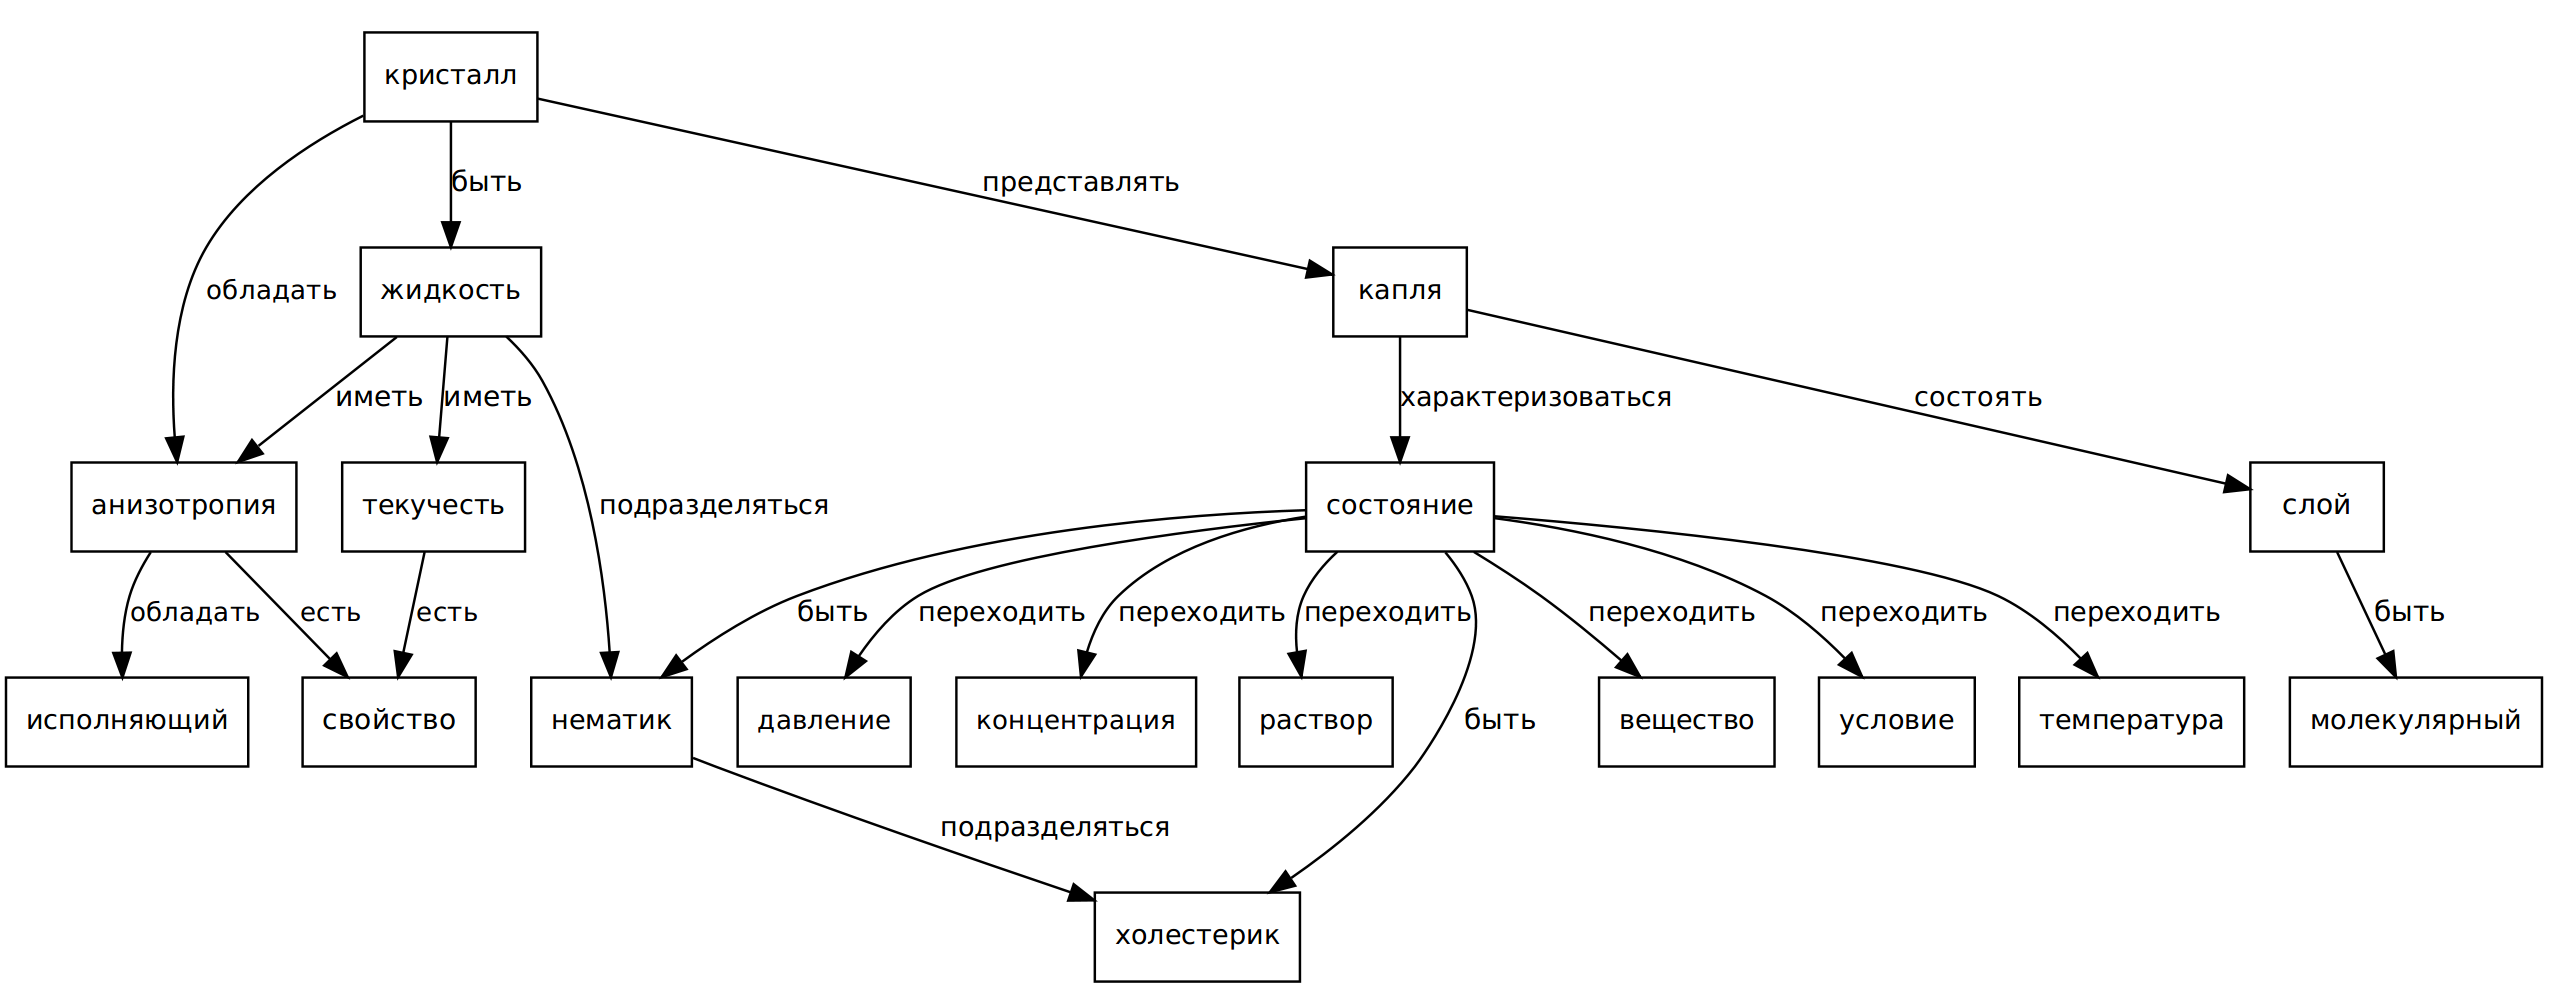 кристалл
быть
представлять
обладать
жидкость
капля
иметь
иметь
характеризоваться
состоять
анизотропия
текучесть
подразделяться
состояние
слой
обладать
есть
есть
быть
переходить
переходить
переходить
переходить
переходить
переходить
быть
исполняющий
свойство
нематик
давление
концентрация
раствор
быть
вещество
условие
температура
молекулярный
подразделяться
холестерик